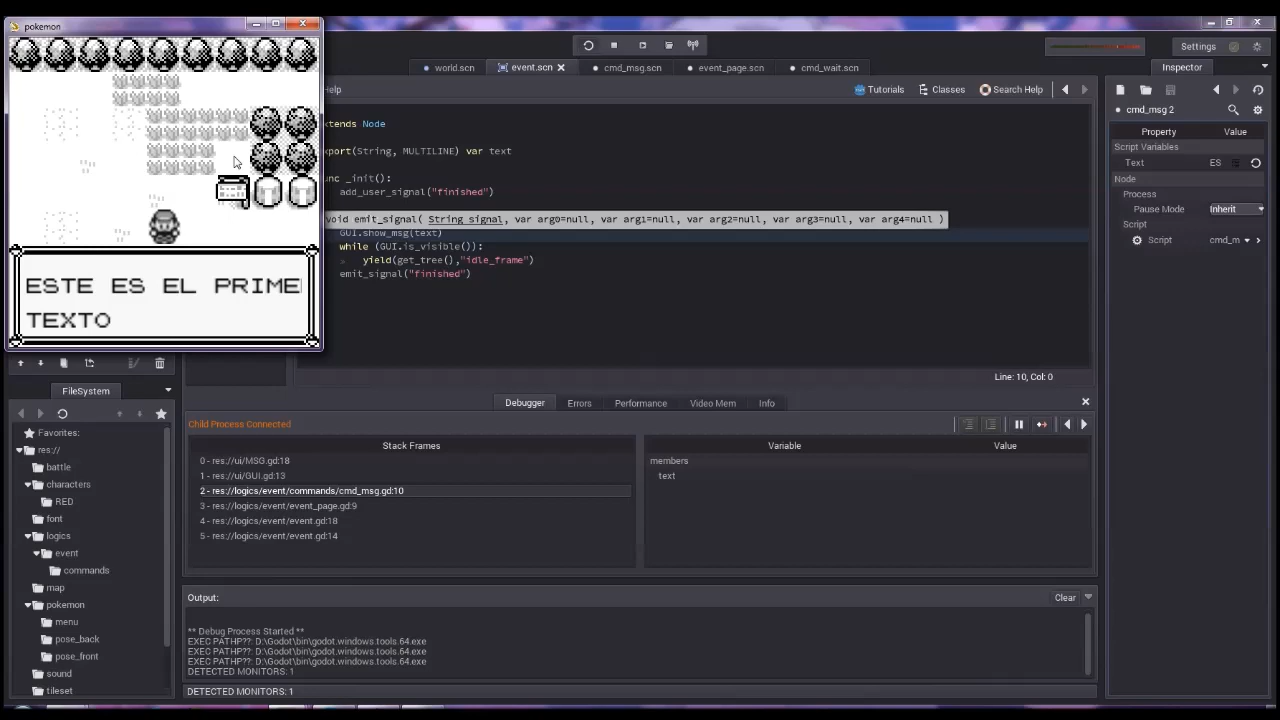 pokemon
ESTE ES EL PRIME
TEXTO
Settings
world.scn
event.scn
cmd_msg.scn
event_page.scn
cmd_wait.scn
Inspector
Help
Tutorials
Classes
Search Help
cmd_msg 2
extends Node
export(String, MULTILINE) var text
func _init():
add_user_signal("finished")
void emit_signal( String signal, var arg0=null, var arg1=null, var arg2=null, var arg3=null, var arg4=null )
GUI.show_msg(text)
while (GUI.is_visible()):
yield(get_tree(),"idle_frame")
emit_signal("finished")
Line: 10, Col: 0
Property Value
Script Variables
Text ES
Node
Process
Pause Mode Inherit
Script
Script cmd_m
FileSystem
Favorites:
res://
battle
characters
RED
font
logics
event
commands
map
pokemon
menu
pose_back
pose_front
sound
tileset
Debugger
Errors
Performance
Video Mem
Info
Child Process Connected
Stack Frames
0 - res://ui/MSG.gd:18
1 - res://ui/GUI.gd:13
2 - res://logics/event/commands/cmd_msg.gd:10
3 - res://logics/event/event_page.gd:9
4 - res://logics/event/event.gd:18
5 - res://logics/event/event.gd:14
Variable Value
members
text
Output:
Clear
** Debug Process Started **
EXEC PATHP??: D:\Godot\bin\godot.windows.tools.64.exe
EXEC PATHP??: D:\Godot\bin\godot.windows.tools.64.exe
EXEC PATHP??: D:\Godot\bin\godot.windows.tools.64.exe
DETECTED MONITORS: 1
DETECTED MONITORS: 1